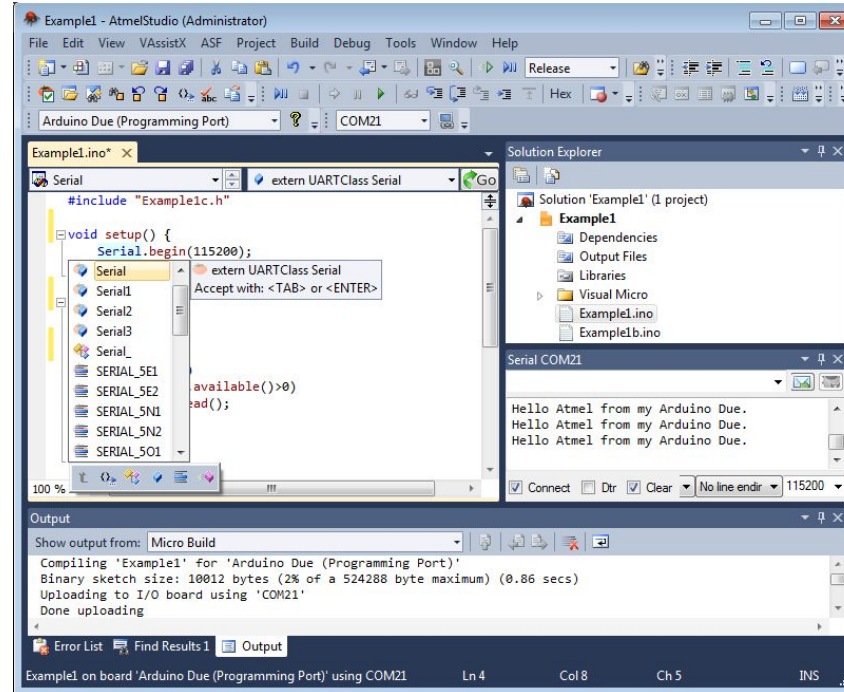 Example1 - AtmelStudio (Administrator)
File Edit View VAssistX ASF Project Build Debug Tools Window Help
Release
Hex
Arduino Due (Programming Port) COM21
Example1.ino*
Serial extern UARTClass Serial Go
#include "Example1c.h"
void setup() {
Serial.begin(115200);
Serial
Serial1
Serial2
Serial3
Serial_
SERIAL_5E1
SERIAL_5E2
SERIAL_5N1
SERIAL_5N2
SERIAL_5O1
extern UARTClass Serial
Accept with: <TAB> or <ENTER>
)
.available()>0)
ead();
100 %
Solution Explorer
Solution 'Example1' (1 project)
Example1
Dependencies
Output Files
Libraries
Visual Micro
Example1.ino
Example1b.ino
Serial COM21
Hello Atmel from my Arduino Due.
Hello Atmel from my Arduino Due.
Hello Atmel from my Arduino Due.
Connect Dtr Clear No line endir 115200
Output
Show output from: Micro Build
Compiling 'Example1' for 'Arduino Due (Programming Port)'
Binary sketch size: 10012 bytes (2% of a 524288 byte maximum) (0.86 secs)
Uploading to I/O board using 'COM21'
Done uploading
Error List Find Results 1 Output
Example1 on board 'Arduino Due (Programming Port)' using COM21 Ln 4 Col 8 Ch 5 INS